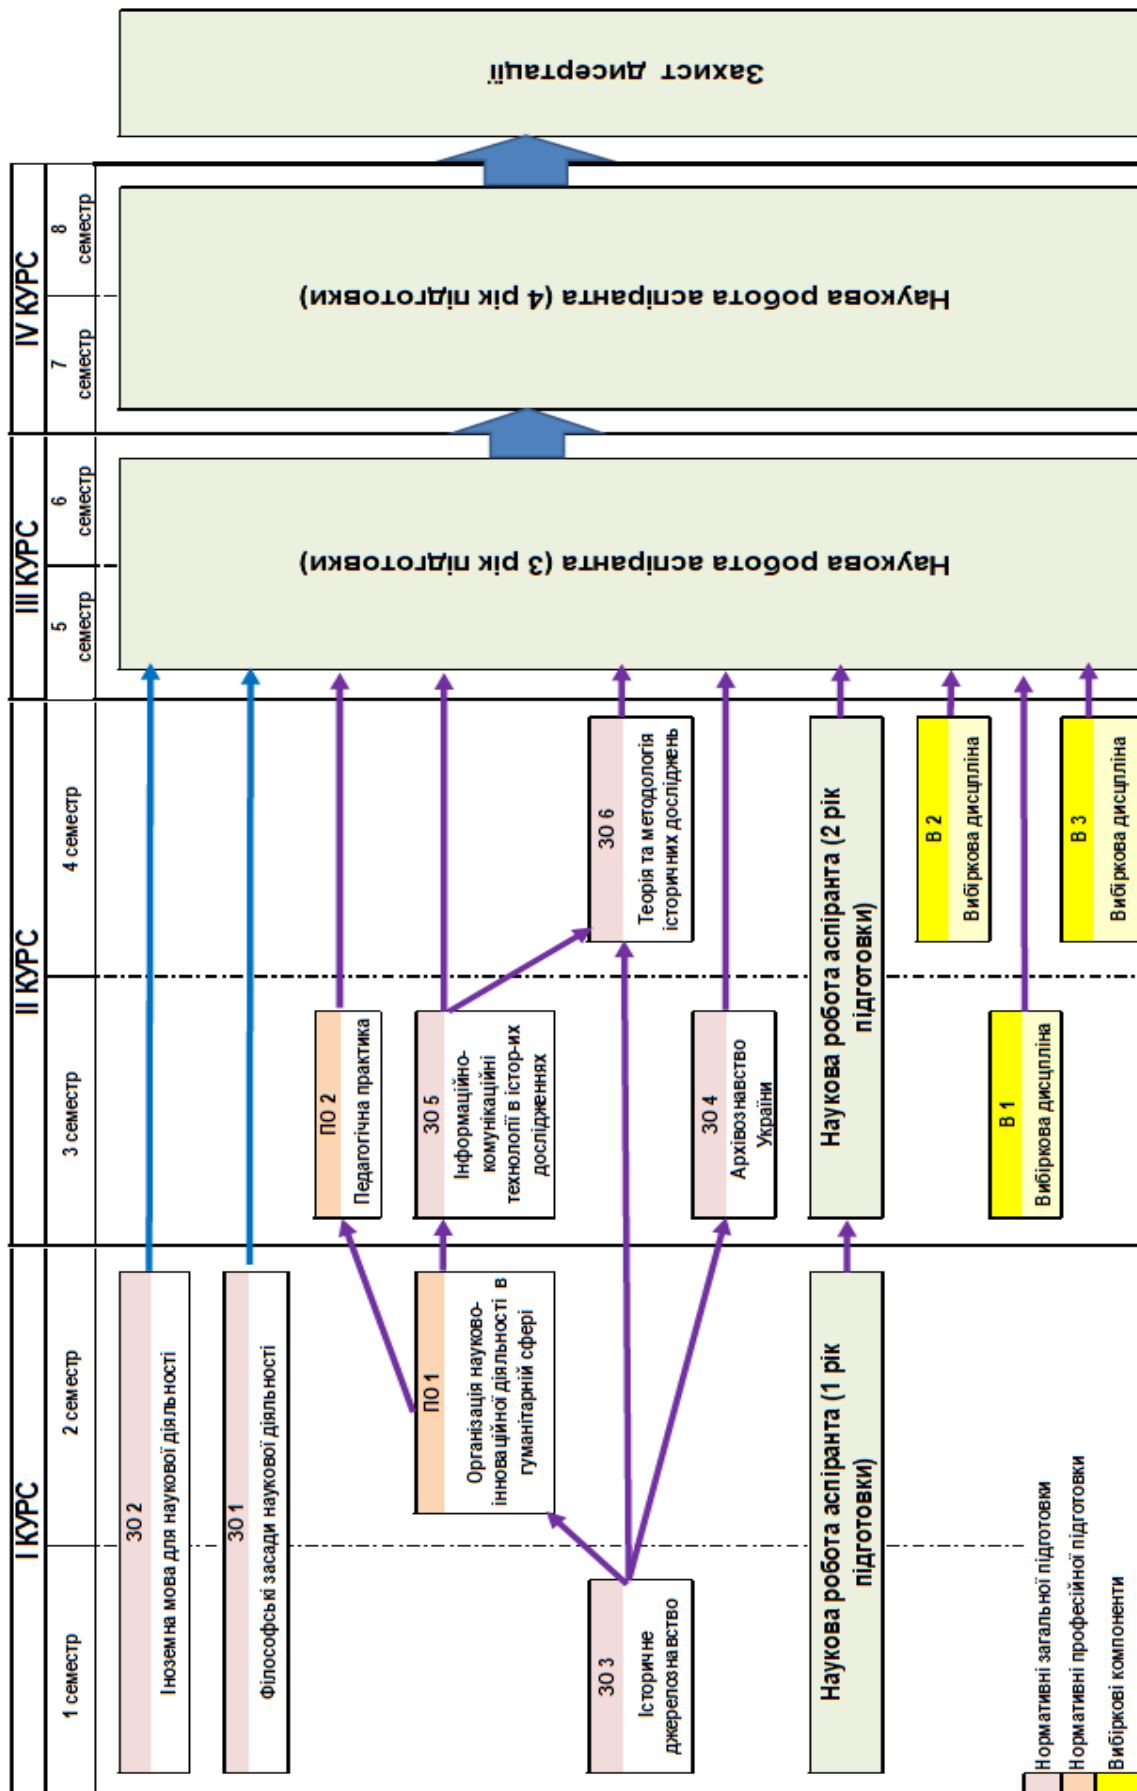 І КУРС
ІІ КУРС
ІІІ КУРС
IV КУРС
1 семестр
2 семестр
3 семестр
4 семестр
5
семестр
6
семестр
7
семестр
8
семестр
ЗО 2
Іноземна мова для наукової діяльності
ЗО 1
Філософські засади наукової діяльності
ПО 2
Педагогічна практика
ПО 1
Організація науково-
інноваційної діяльності в
гуманітарній сфері
ЗО 5
Інформаційно-
комунікаційні
технології в істор-их
дослідженнях
ЗО 3
Історичне
джерелознавство
ЗО 6
Теорія та методологія
історичних досліджень
ЗО 4
Архівознавство
України
Наукова робота аспіранта (1 рік
підготовки)
Наукова робота аспіранта (2 рік
підготовки)
В 2
Вибіркова дисципліна
В 1
Вибіркова дисципліна
В 3
Вибіркова дисципліна
Наукова робота аспіранта (3 рік підготовки)
Наукова робота аспіранта (4 рік підготовки)
Захист дисертації
Нормативні загальної підготовки
Нормативні професійної підготовки
Вибіркові компоненти